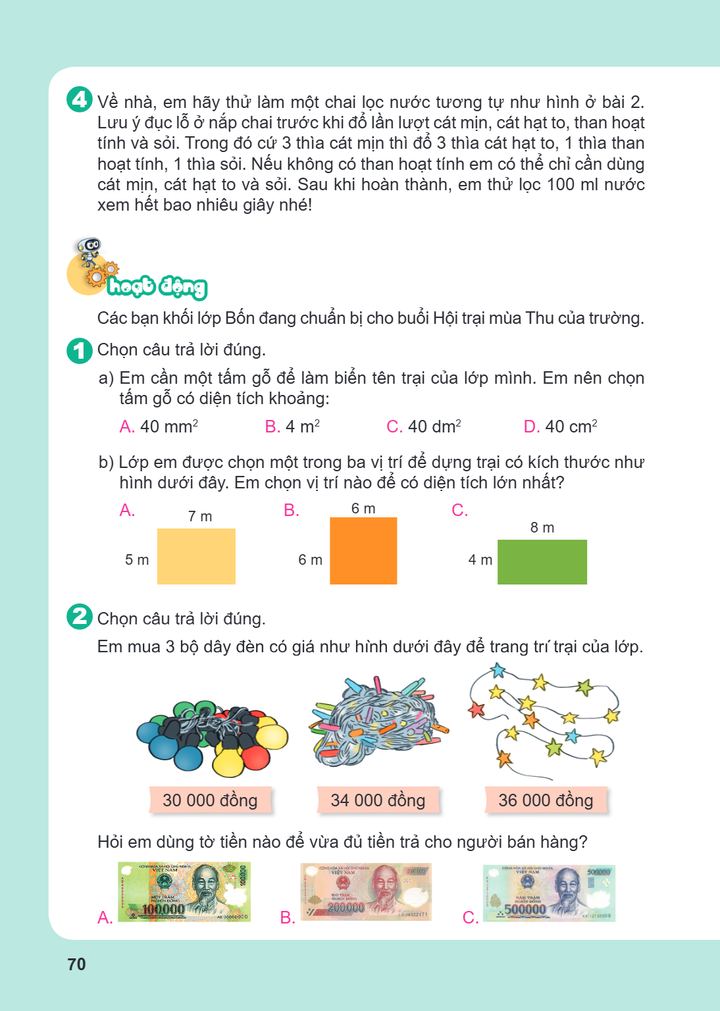 4 Về nhà, em hãy thử làm một chai lọc nước tương tự như hình ở bài 2.
Lưu ý đục lỗ ở nắp chai trước khi đổ lần lượt cát mịn, cát hạt to, than hoạt
tính và sỏi. Trong đó cứ 3 thìa cát mịn thì đổ 3 thìa cát hạt to, 1 thìa than
hoạt tính, 1 thìa sỏi. Nếu không có than hoạt tính em có thể chỉ cần dùng
cát mịn, cát hạt to và sỏi. Sau khi hoàn thành, em thử lọc 100 ml nước
xem hết bao nhiêu giây nhé!
hoạt động
Các bạn khối lớp Bốn đang chuẩn bị cho buổi Hội trại mùa Thu của trường.
1 Chọn câu trả lời đúng.
a) Em cần một tấm gỗ để làm biển tên trại của lớp mình. Em nên chọn
tấm gỗ có diện tích khoảng:
A. 40 mm² B. 4 m² C. 40 dm² D. 40 cm²
b) Lớp em được chọn một trong ba vị trí để dựng trại có kích thước như
hình dưới đây. Em chọn vị trí nào để có diện tích lớn nhất?
A. 7 m B. 6 m C. 8 m
5 m 6 m 4 m
2 Chọn câu trả lời đúng.
Em mua 3 bộ dây đèn có giá như hình dưới đây để trang trí trại của lớp.
30 000 đồng 34 000 đồng 36 000 đồng
Hỏi em dùng tờ tiền nào để vừa đủ tiền trả cho người bán hàng?
VIỆT NAM VIỆT NAM VIỆT NAM
500000
A. 100000 B. 200000 C. 500000
70